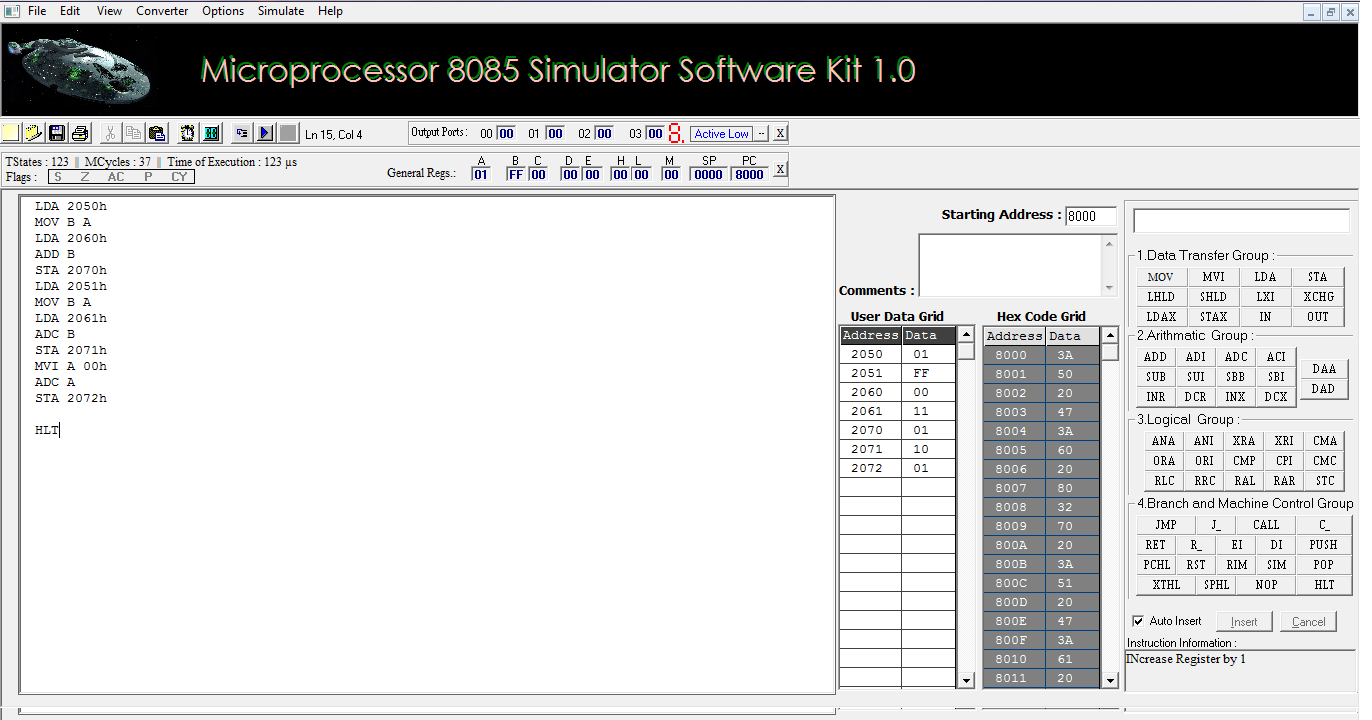 File Edit View Converter Options Simulate Help
Microprocessor 8085 Simulator Software Kit 1.0
Ln 15, Col 4
Output Ports : 00 00 01 00 02 00 03 00 8. Active Low -- X
TStates : 123 MCycles : 37 Time of Execution : 123 µs
Flags : S Z AC P CY
General Regs.: A 01 B FF C 00 D 00 E 00 H 00 L 00 M 00 SP 0000 PC 8000 X
LDA 2050h
MOV B A
LDA 2060h
ADD B
STA 2070h
LDA 2051h
MOV B A
LDA 2061h
ADC B
STA 2071h
MVI A 00h
ADC A
STA 2072h
HLT
Starting Address : 8000
Comments :
User Data Grid
Address Data
2050 01
2051 FF
2060 00
2061 11
2070 01
2071 10
2072 01
Hex Code Grid
Address Data
8000 3A
8001 50
8002 20
8003 47
8004 3A
8005 60
8006 20
8007 80
8008 32
8009 70
800A 20
800B 3A
800C 51
800D 20
800E 47
800F 3A
8010 61
8011 20
1.Data Transfer Group :
MOV MVI LDA STA
LHLD SHLD LXI XCHG
LDAX STAX IN OUT
2.Arithmatic Group :
ADD ADI ADC ACI
SUB SUI SBB SBI
INR DCR INX DCX
DAA
DAD
3.Logical Group :
ANA ANI XRA XRI CMA
ORA ORI CMP CPI CMC
RLC RRC RAL RAR STC
4.Branch and Machine Control Group
JMP J_ CALL C_
RET R_ EI DI PUSH
PCHL RST RIM SIM POP
XTHL SPHL NOP HLT
Auto Insert Insert Cancel
Instruction Information :
INcrease Register by 1